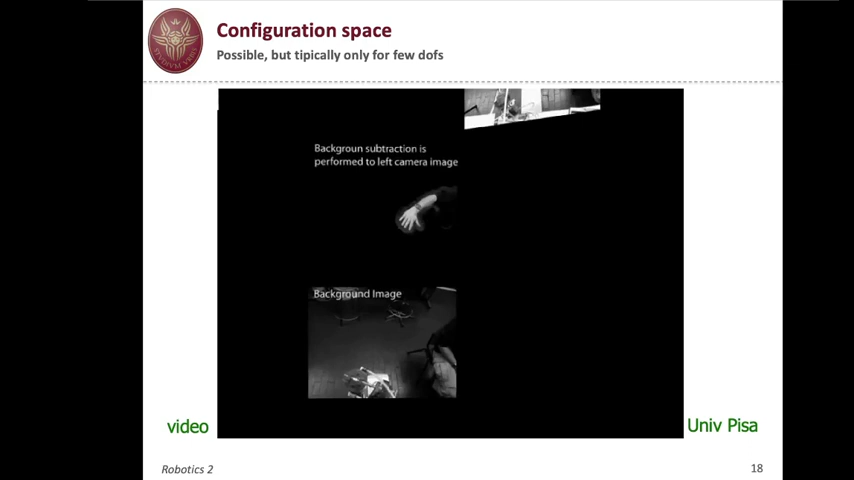 Configuration space
Possible, but tipically only for few dofs
Backgroun subtraction is
performed to left camera image
Background Image
video
Univ Pisa
Robotics 2
18